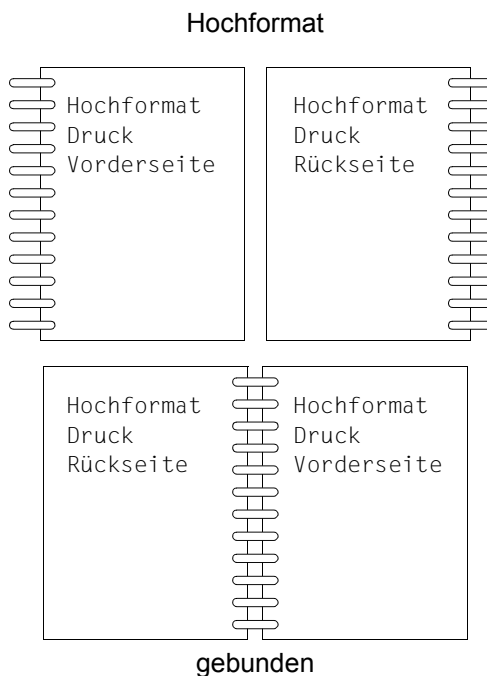 Hochformat
Hochformat
Druck
Vorderseite
Hochformat
Druck
Rückseite
Hochformat
Druck
Rückseite
Hochformat
Druck
Vorderseite
gebunden